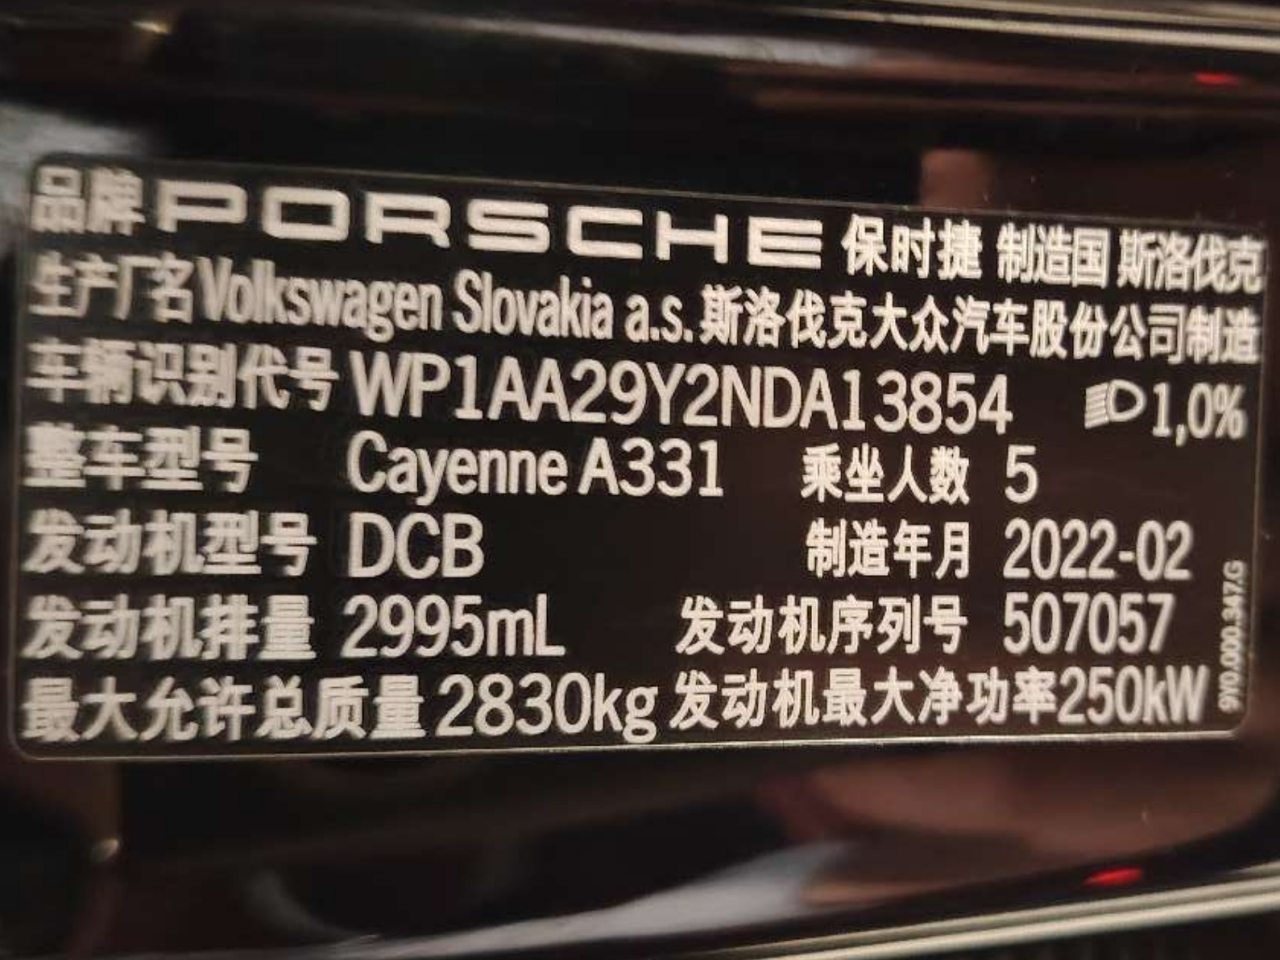 品牌 PORSCHE 保时捷 制造国 斯洛伐克
生产厂名 Volkswagen Slovakia a.s. 斯洛伐克大众汽车股份公司制造
车辆识别代号 WP1AA29Y2NDA13854 1,0%
整车型号 Cayenne A331 乘坐人数 5
发动机型号 DCB 制造年月 2022-02
发动机排量 2995mL 发动机序列号 507057
最大允许总质量 2830kg 发动机最大净功率 250kW
9Y0.000.347.G